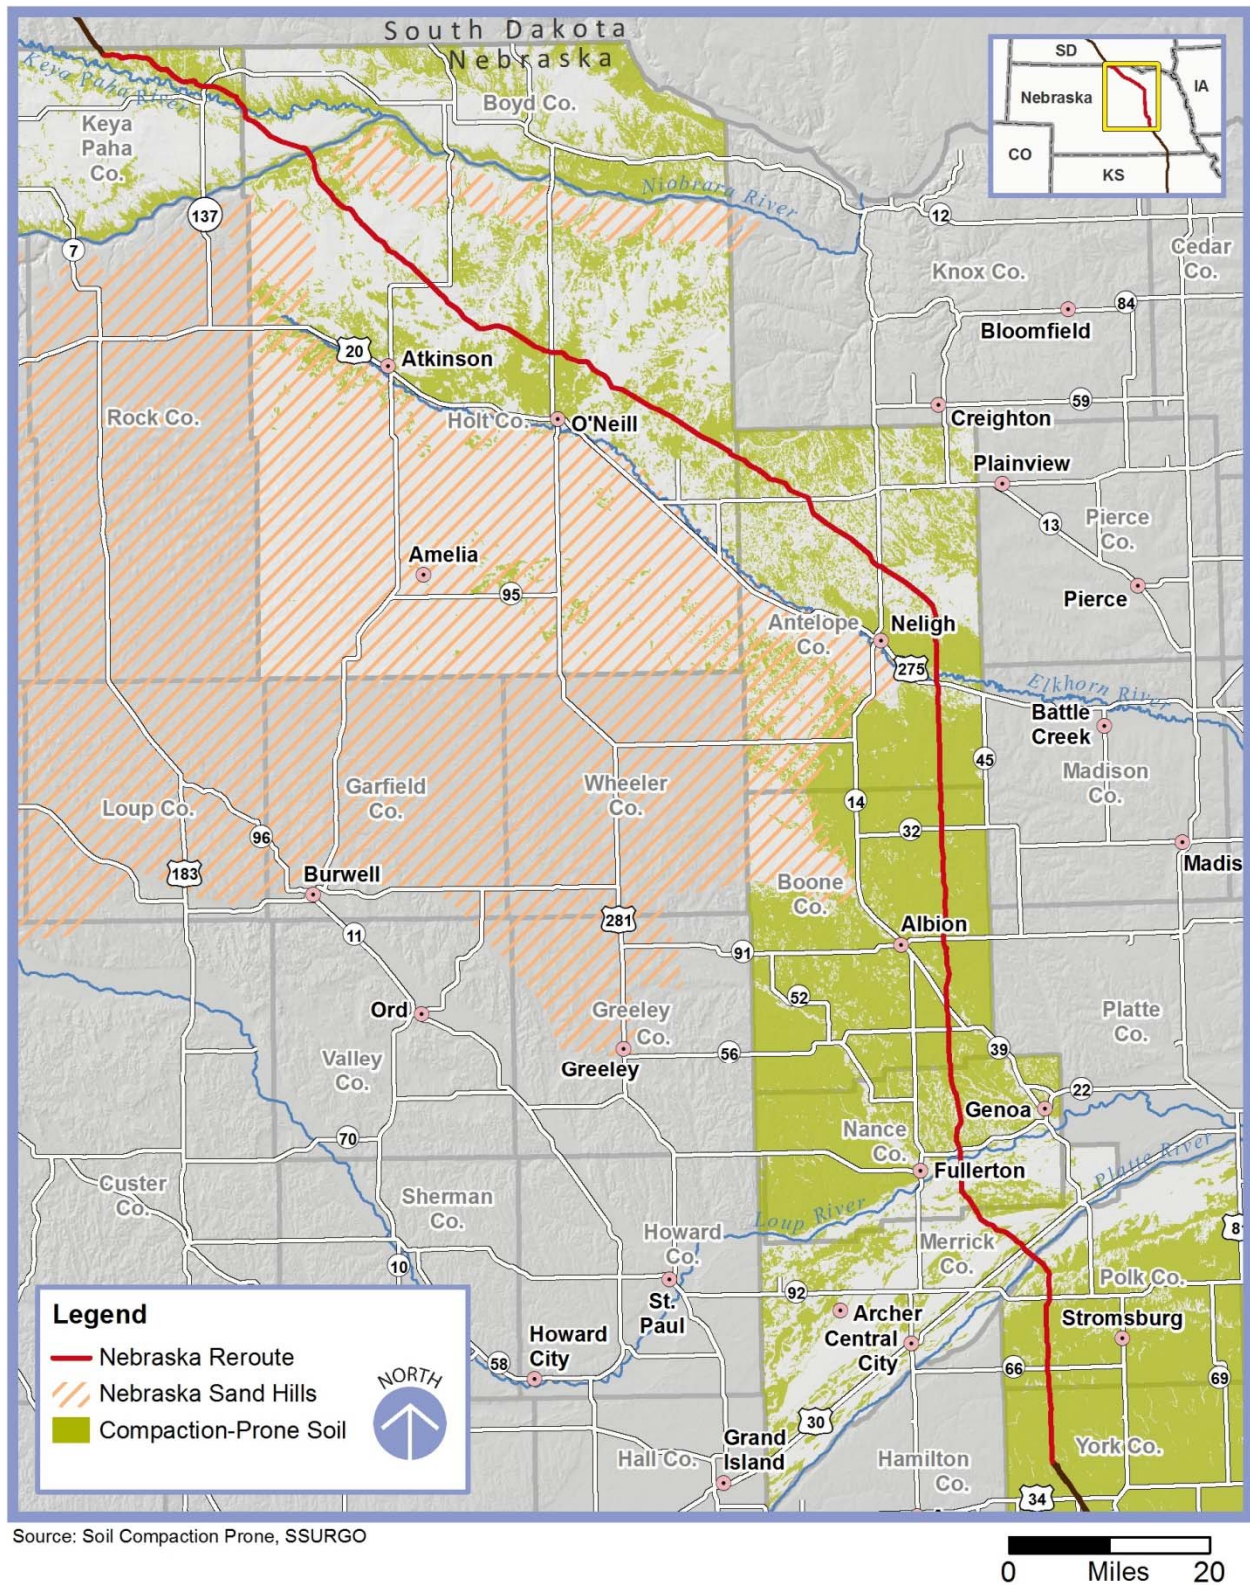 South Dakota
Nebraska
SD
Nebraska
IA
CO
KS
Keya Paha River
Boyd Co.
Keya
Paha
Co.
Niobrara River
137
12
7
Cedar
Co.
Knox Co.
84
Bloomfield
20
Atkinson
Rock Co.
Holt Co.
O'Neill
59
Creighton
Plainview
13
Pierce
Co.
Amelia
95
Pierce
Antelope
Co.
Neligh
275
Elkhorn River
Battle
Creek
45
Madison
Co.
Garfield
Co.
Wheeler
Co.
Loup Co.
14
32
96
183
Burwell
Madis
Boone
Co.
281
11
Albion
91
52
Ord
Greeley
Co.
Platte
Co.
Valley
Co.
39
Greeley
56
22
Genoa
70
Nance
Co.
Platte River
Fullerton
Custer
Co.
Sherman
Co.
Loup River
Howard
Co.
Merrick
Co.
81
10
Polk Co.
92
St.
Paul
Archer
Central
City
Stromsburg
Howard
City
58
66
69
30
Grand
Island
Hall Co.
Hamilton
Co.
York Co.
34
Legend
Nebraska Reroute
Nebraska Sand Hills
Compaction-Prone Soil
NORTH
Source: Soil Compaction Prone, SSURGO
0 Miles 20